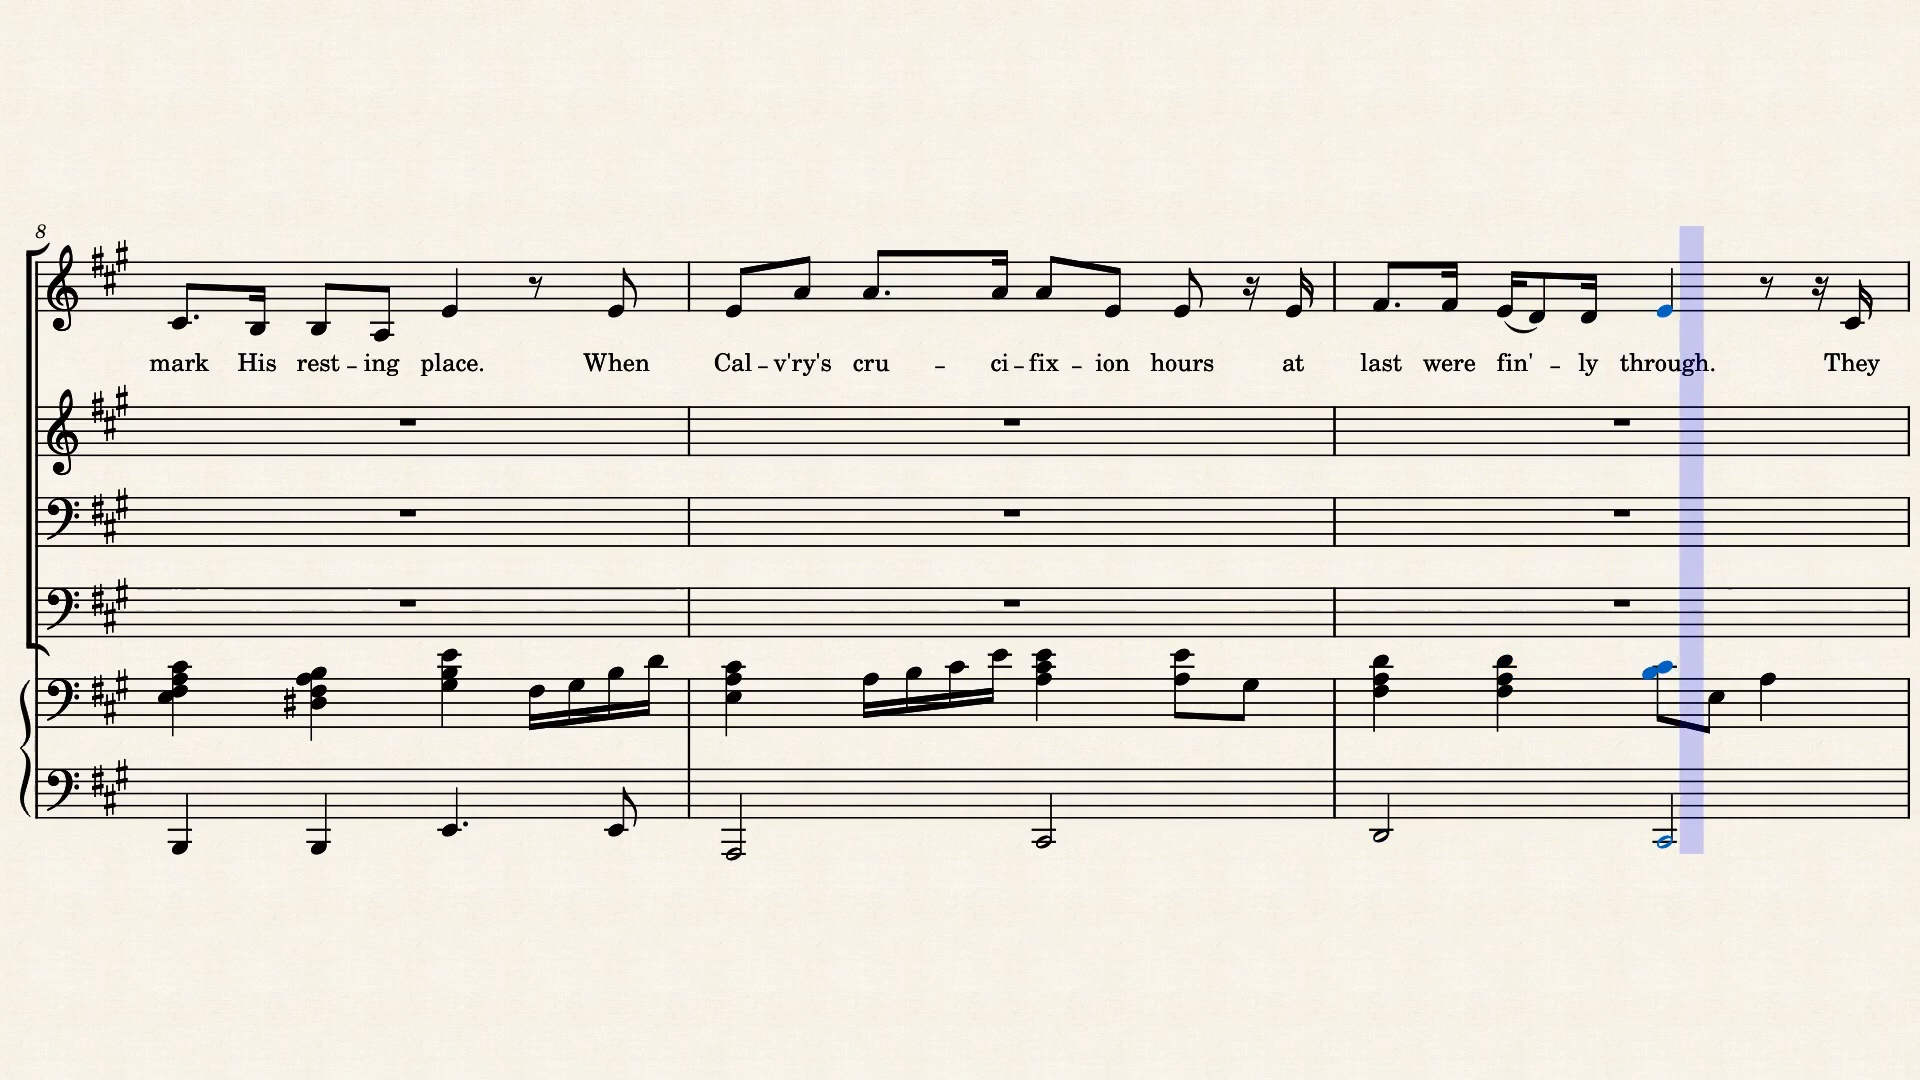 8
mark His rest – ing place. When Cal – v'ry's cru – ci – fix – ion hours at last were fin' – ly through. They